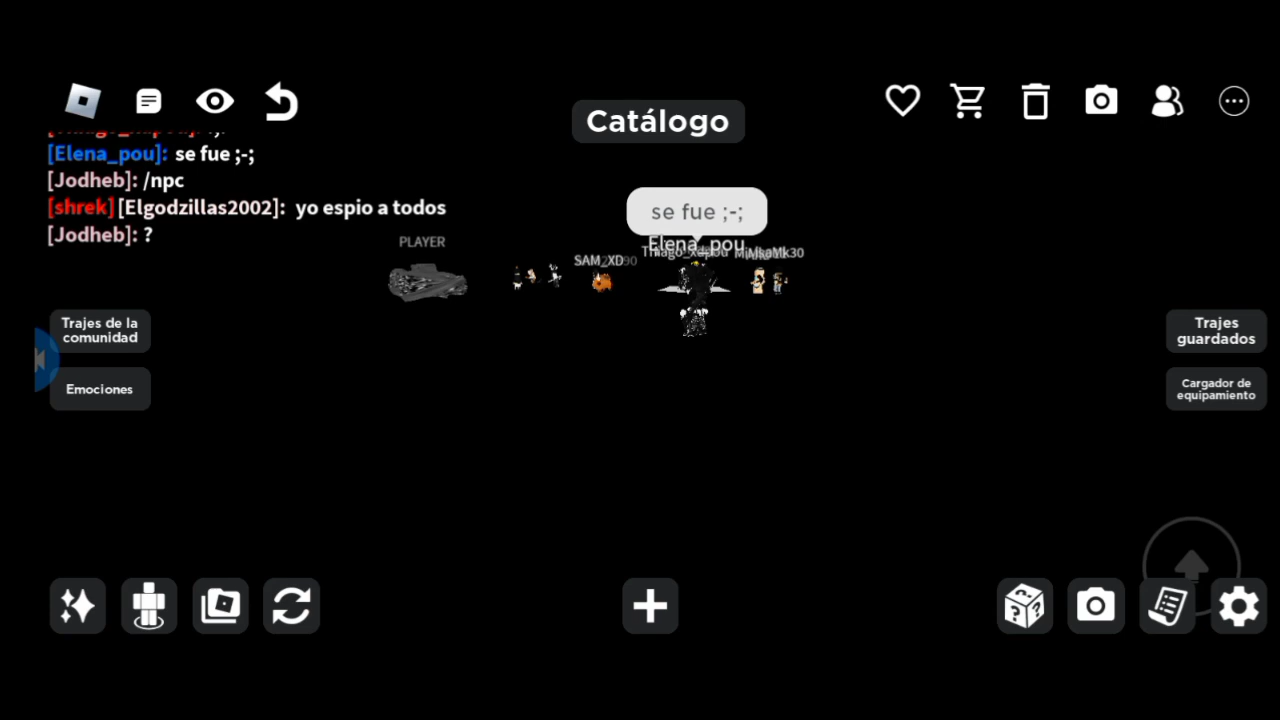 Catálogo
[Elena_pou]: se fue ;-;
[Jodheb]: /npc
[shrek][Elgodzillas2002]: yo espio a todos
[Jodheb]: ?
se fue ;-;
Elena_pou
PLAYER
SAM_XD
Trajes de la
comunidad
Emociones
Trajes
guardados
Cargador de
equipamiento